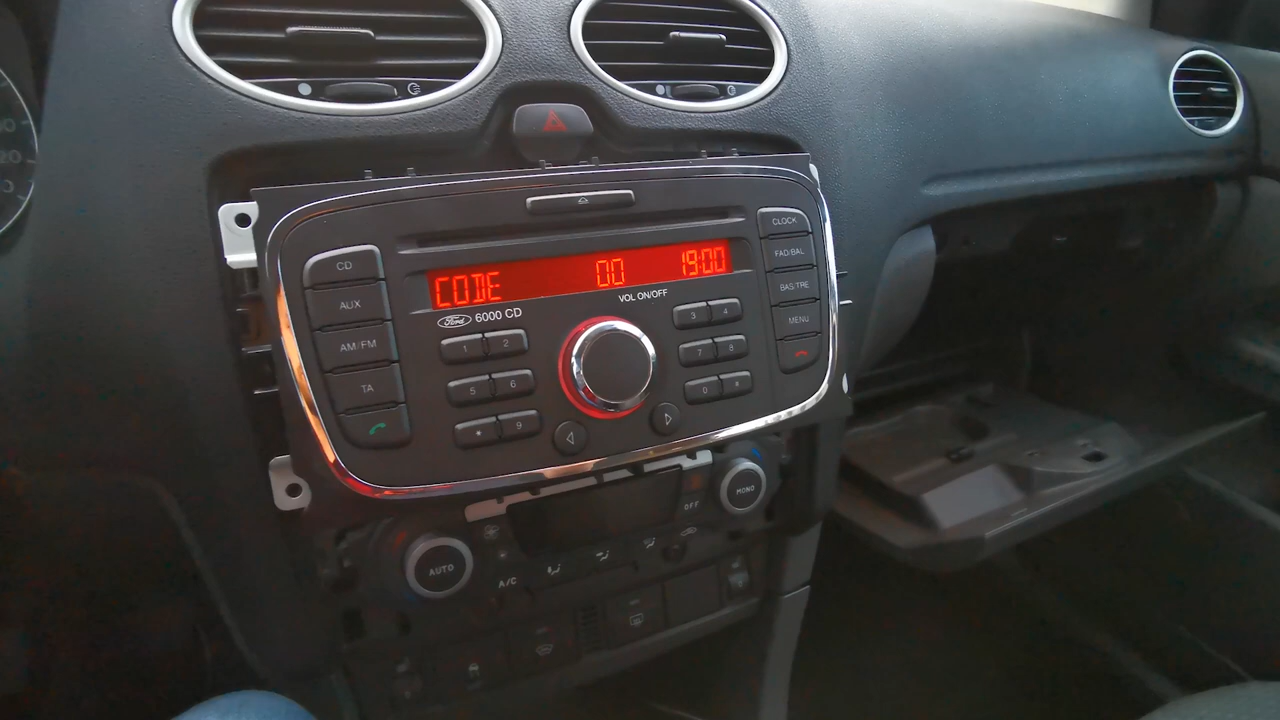 CODE 00 19:00
VOL ON/OFF
Ford 6000 CD
CD
AUX
AM/FM
TA
1 2
5 6
* 9
3 4
7 8
0 #
CLOCK
FAD/BAL
BAS/TRE
MENU
AUTO
A/C
OFF
MONO
20